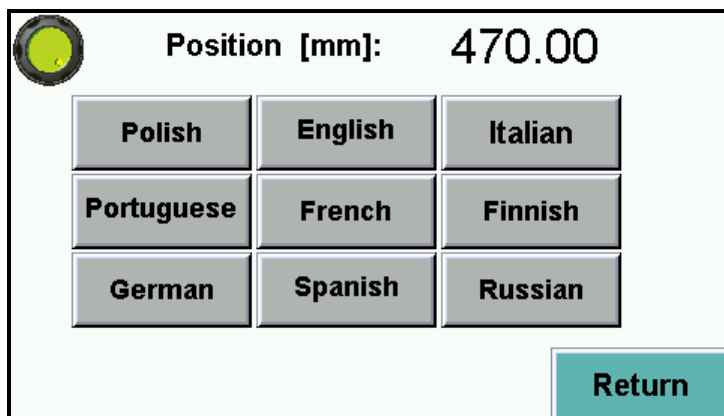 Position [mm]: 470.00
Polish English Italian
Portuguese French Finnish
German Spanish Russian
Return